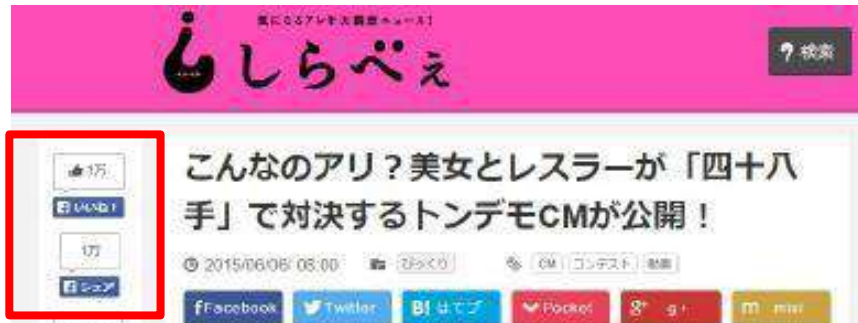 気になるアレを大調査ニュース!
しらべぇ
? 検索
1万
いいね!
1万
シェア
こんなのアリ?美女とレスラーが「四十八
手」で対決するトンデモCMが公開!
2015/06/06/ 08:00 びっくり CM コンテスト 動画
Facebook Twitter B! はてブ Pocket g+ mixi